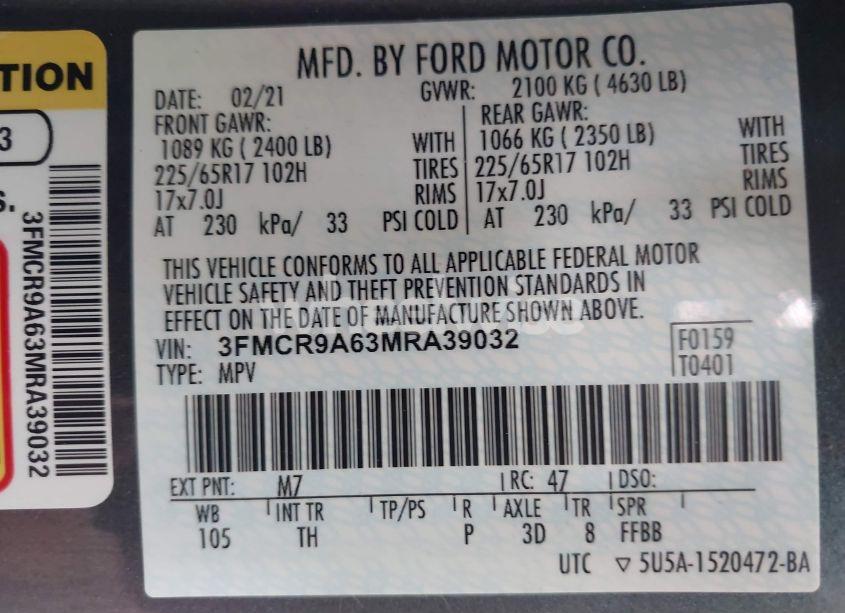 TION
3
S.
3FMCR9A63MRA39032
MFD. BY FORD MOTOR CO.
DATE: 02/21 GVWR: 2100 KG ( 4630 LB)
FRONT GAWR: REAR GAWR:
1089 KG ( 2400 LB) WITH 1066 KG ( 2350 LB) WITH
225/65R17 102H TIRES 225/65R17 102H TIRES
17x7.0J RIMS 17x7.0J RIMS
AT 230 kPa/ 33 PSI COLD AT 230 kPa/ 33 PSI COLD
THIS VEHICLE CONFORMS TO ALL APPLICABLE FEDERAL MOTOR
VEHICLE SAFETY AND THEFT PREVENTION STANDARDS IN
EFFECT ON THE DATE OF MANUFACTURE SHOWN ABOVE.
VIN: 3FMCR9A63MRA39032 F0159
TYPE: MPV T0401
EXT PNT: M7 RC: 47 DSO:
WB INT TR TP/PS R AXLE TR SPR
105 TH P 3D 8 FFBB
UTC ▽ 5U5A-1520472-BA